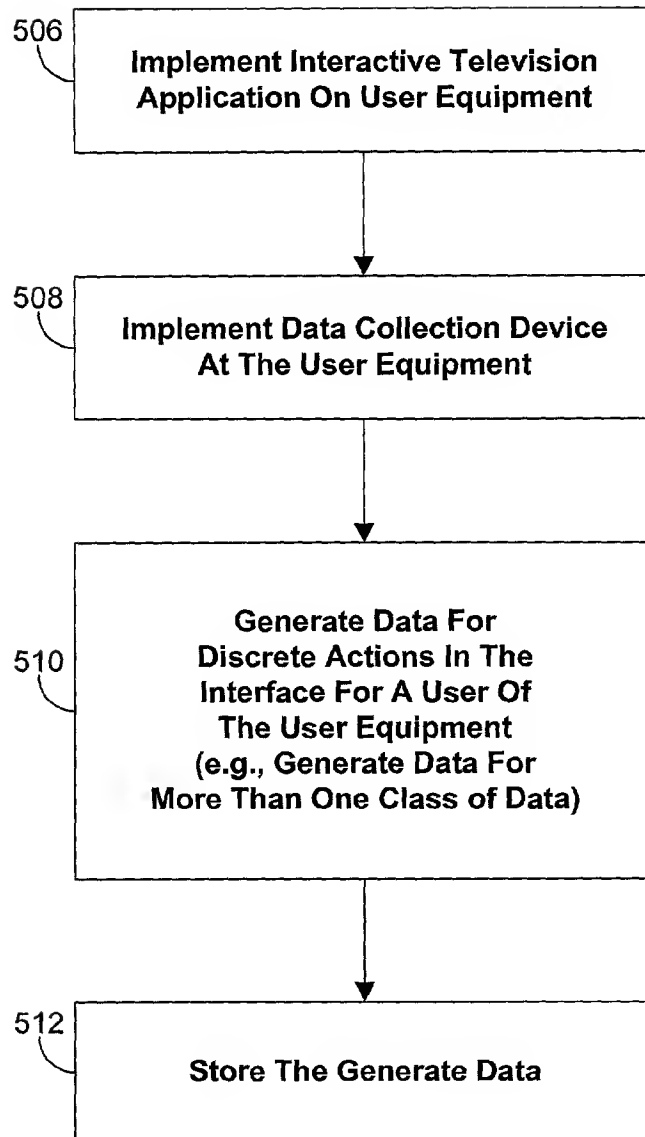 506
Implement Interactive Television
Application On User Equipment
508
Implement Data Collection Device
At The User Equipment
510
Generate Data For
Discrete Actions In The
Interface For A User Of
The User Equipment
(e.g., Generate Data For
More Than One Class of Data)
512
Store The Generate Data